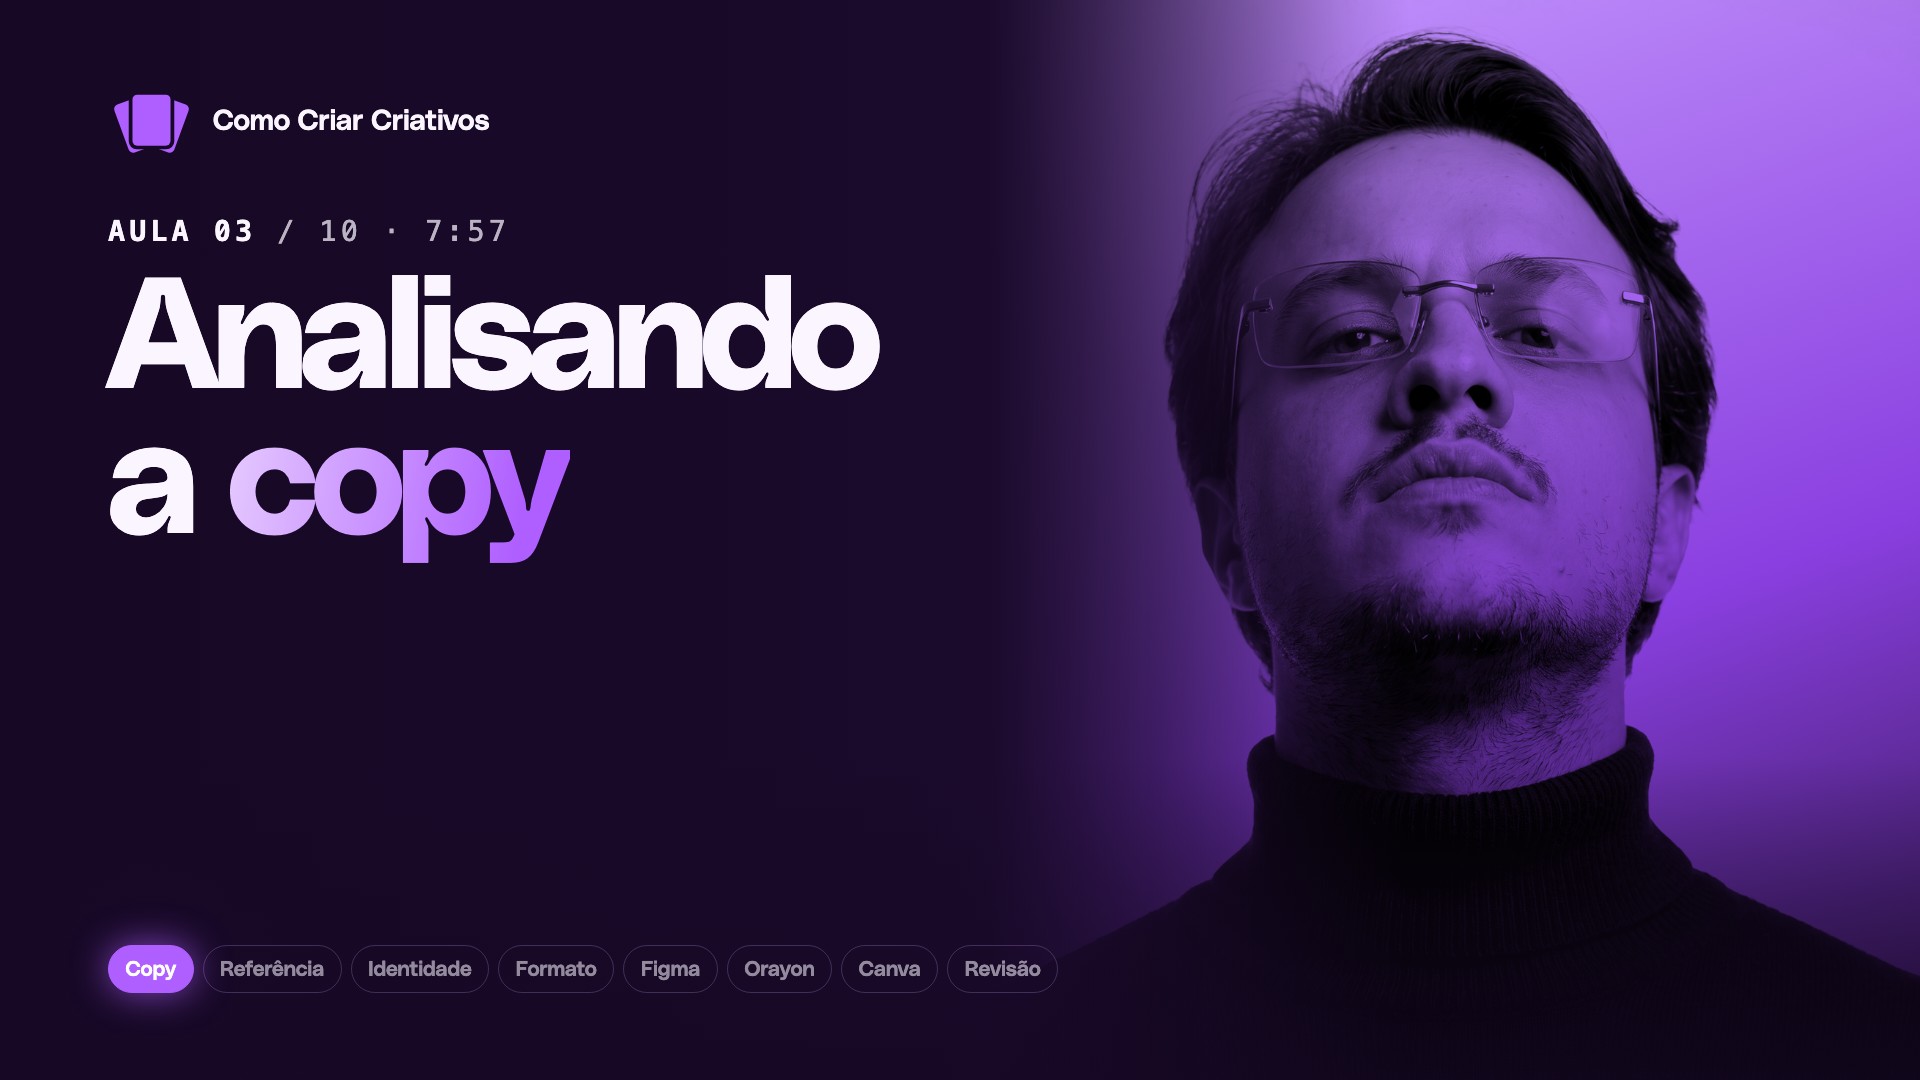 Como Criar Criativos
AULA 03 / 10 · 7:57
Analisando
a copy
Copy Referência Identidade Formato Figma Orayon Canva Revisão